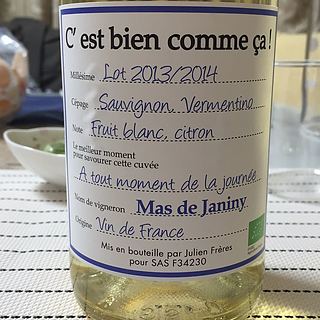 C' est bien comme ça !
Millésime Lot 2013/2014
Cépage Sauvignon, Vermentino
Note Fruit blanc, citron
Le meilleur moment
pour savourer cette cuvée
A tout moment de la journée
Nom de vigneron Mas de Janiny
Origine Vin de France
Mis en bouteille par Julien Frères
pour SAS F34230